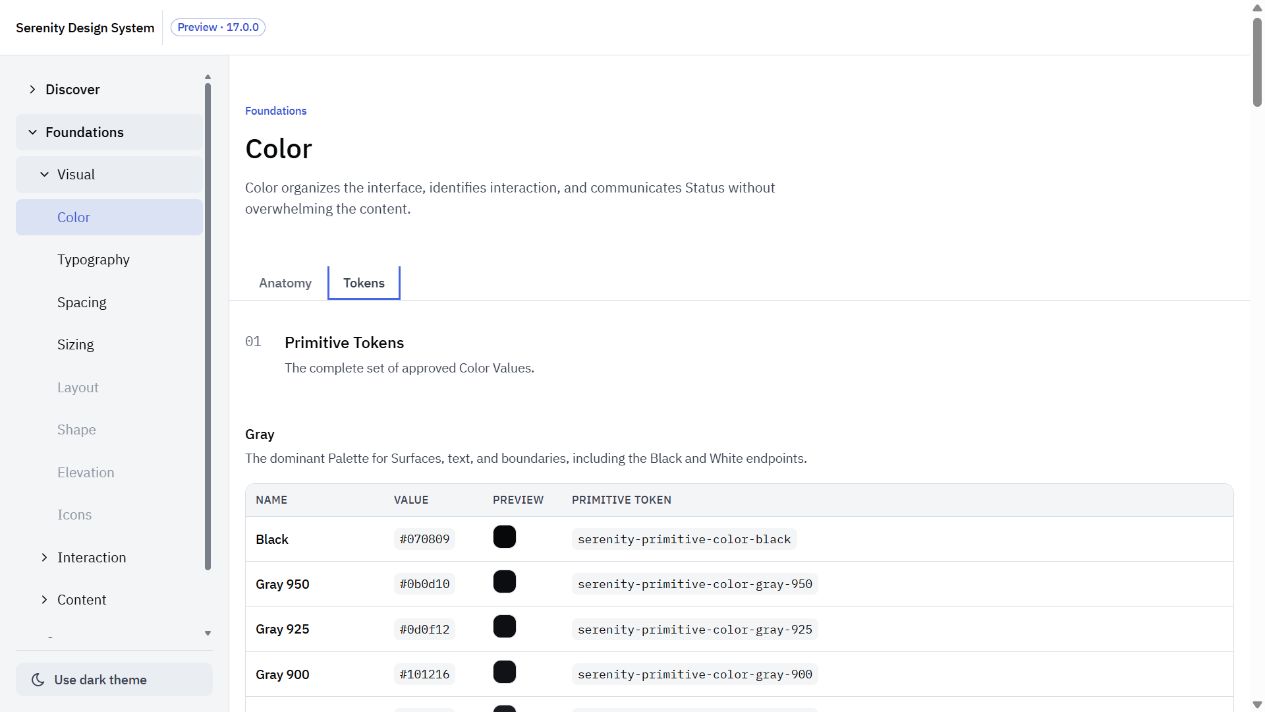 Serenity Design System
Preview · 17.0.0
Discover
Foundations
Visual
Color
Typography
Spacing
Sizing
Layout
Shape
Elevation
Icons
Interaction
Content
Use dark theme
Foundations
Color
Color organizes the interface, identifies interaction, and communicates Status without
overwhelming the content.
Anatomy
Tokens
01 Primitive Tokens
The complete set of approved Color Values.
Gray
The dominant Palette for Surfaces, text, and boundaries, including the Black and White endpoints.
NAME VALUE PREVIEW PRIMITIVE TOKEN
Black #070809 serenity-primitive-color-black
Gray 950 #0b0d10 serenity-primitive-color-gray-950
Gray 925 #0d0f12 serenity-primitive-color-gray-925
Gray 900 #101216 serenity-primitive-color-gray-900